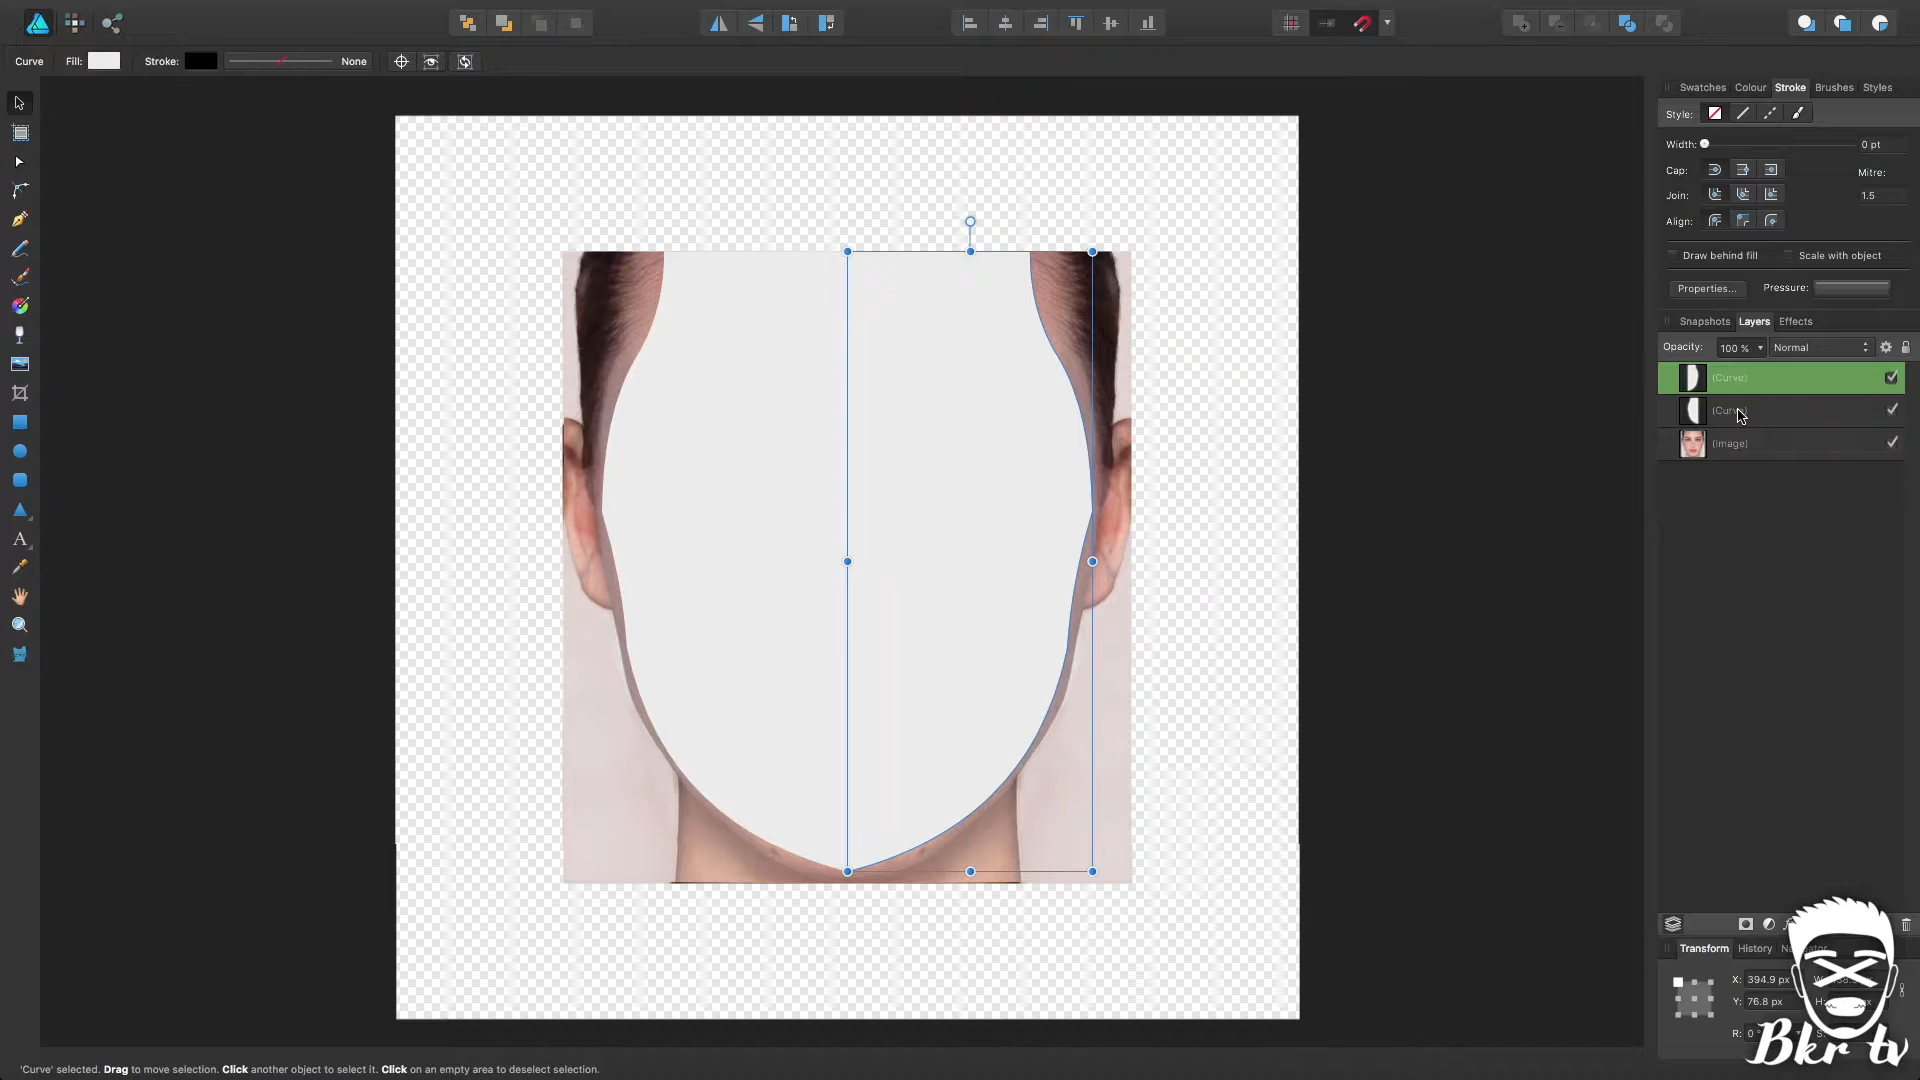 Curve Fill: Stroke: None
Swatches Colour Stroke Brushes Styles
Style:
Width: 0 pt
Cap: Mitre:
Join: 1.5
Align:
Draw behind fill Scale with object
Properties... Pressure:
Snapshots Layers Effects
Opacity: 100 % Normal
(Curve)
(Curve)
(Image)
Transform History
X: 394.9 px
Y: 76.8 px
R:
Bkr tv
'Curve' selected. Drag to move selection. Click another object to select it. Click on an empty area to deselect selection.